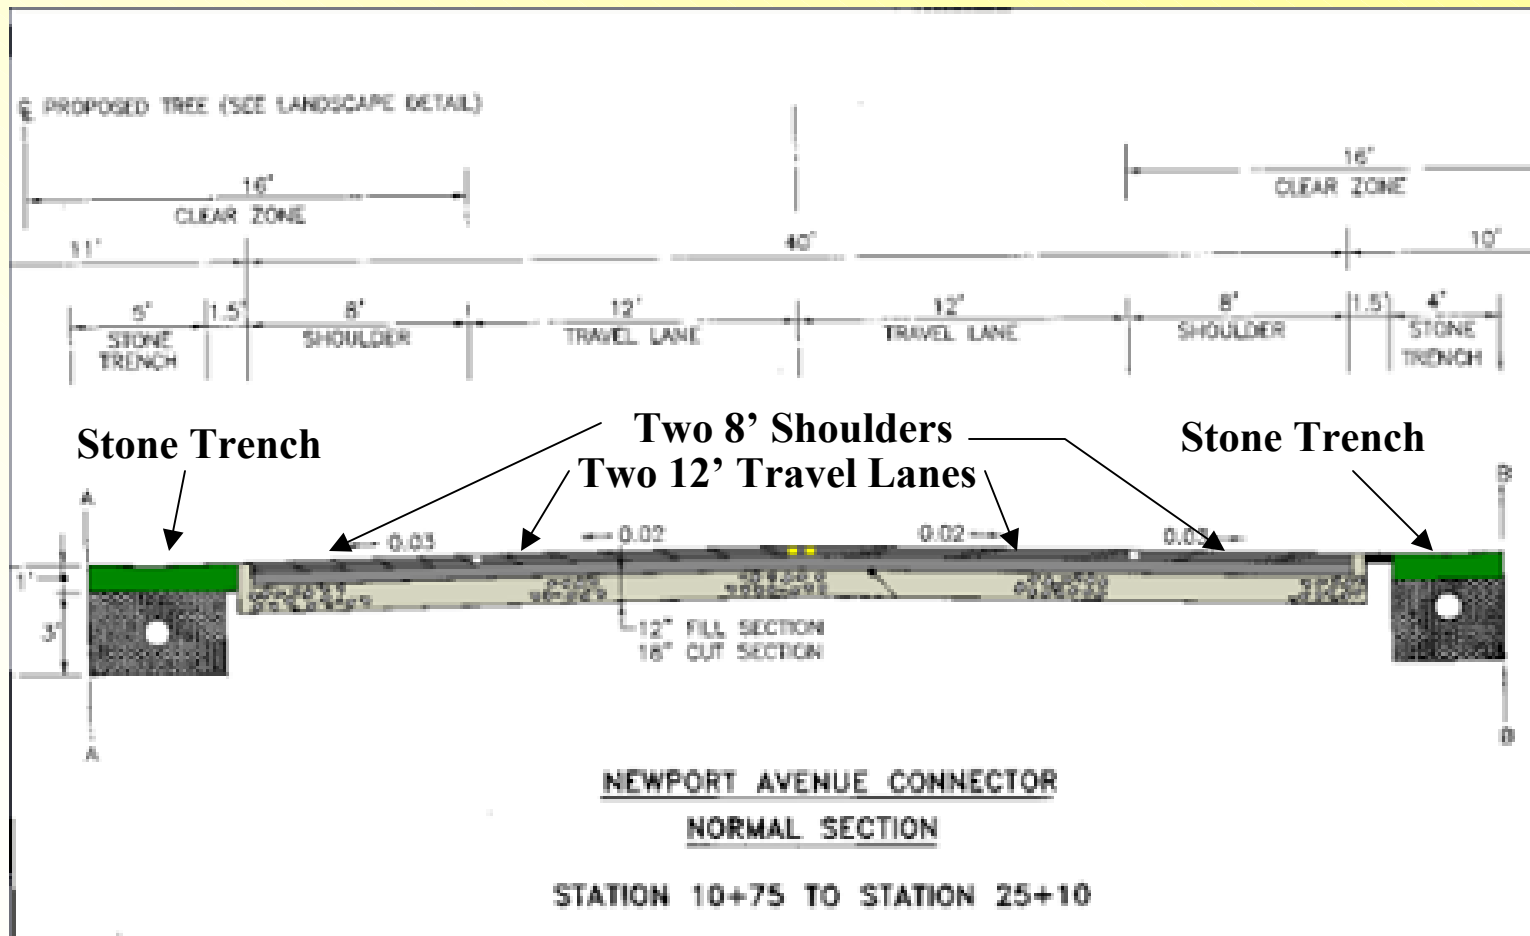 ℄ PROPOSED TREE (SEE LANDSCAPE DETAIL)
16'
CLEAR ZONE
16'
CLEAR ZONE
11'
40'
10'
5'
STONE
TRENCH
1.5'
8'
SHOULDER
12'
TRAVEL LANE
12'
TRAVEL LANE
8'
SHOULDER
1.5'
4'
STONE
TRENCH
Stone Trench
Two 8’ Shoulders
Two 12’ Travel Lanes
Stone Trench
A
B
0.03
0.02
0.02
0.03
1'
3'
12" FILL SECTION
18" CUT SECTION
A
B
NEWPORT AVENUE CONNECTOR
NORMAL SECTION
STATION 10+75 TO STATION 25+10